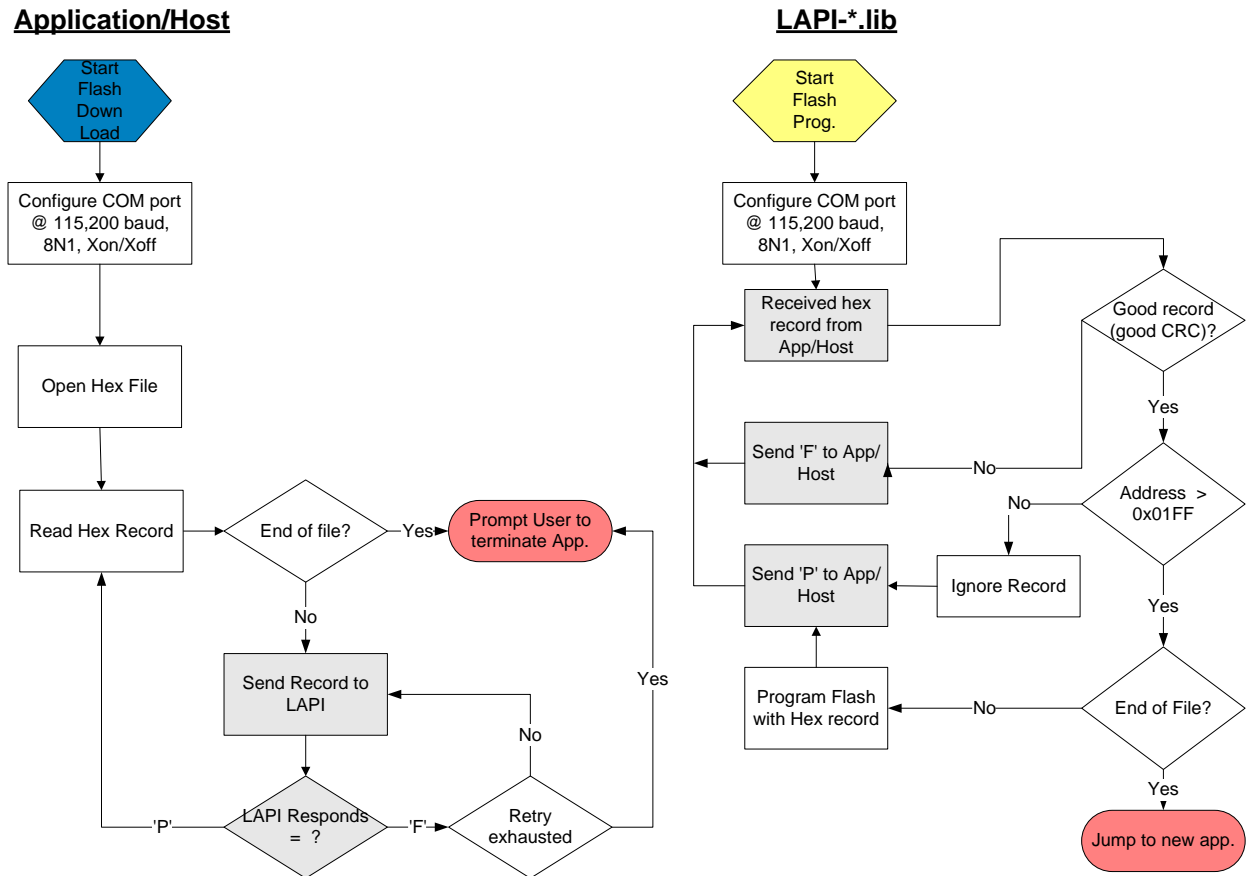 Application/Host
Start
Flash
Down
Load
Configure COM port
@ 115,200 baud,
8N1, Xon/Xoff
Open Hex File
Read Hex Record
End of file?
Yes
Prompt User to
terminate App.
No
Send Record to
LAPI
Yes
No
LAPI Responds
= ?
'P'
'F'
Retry
exhausted
LAPI-*.lib
Start
Flash
Prog.
Configure COM port
@ 115,200 baud,
8N1, Xon/Xoff
Received hex
record from
App/Host
Good record
(good CRC)?
Yes
Send 'F' to App/
Host
No
Address >
0x01FF
No
Send 'P' to App/
Host
Ignore Record
Yes
Program Flash
with Hex record
No
End of File?
Yes
Jump to new app.